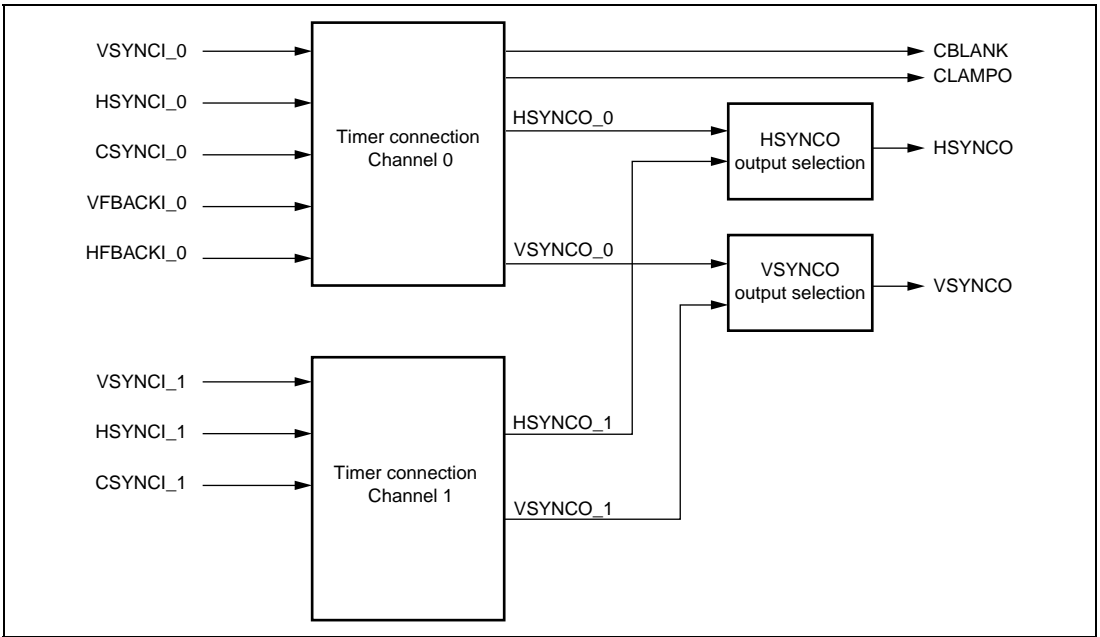 VSYNCI_0
HSYNCI_0
CSYNCI_0
VFBACKI_0
HFBACKI_0
Timer connection
Channel 0
CBLANK
CLAMPO
HSYNCO_0
HSYNCO
output selection
HSYNCO
VSYNCO_0
VSYNCO
output selection
VSYNCO
VSYNCI_1
HSYNCI_1
CSYNCI_1
Timer connection
Channel 1
HSYNCO_1
VSYNCO_1